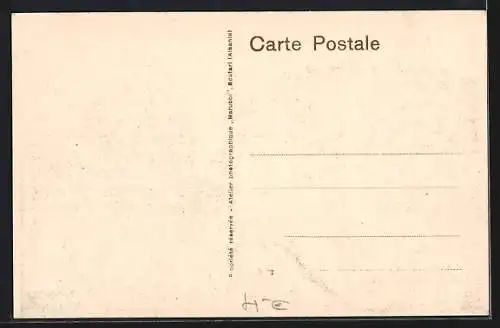 Carte Postale
Propriété réservée - Atelier photographique „Marubbi", Scutari (Albanie)